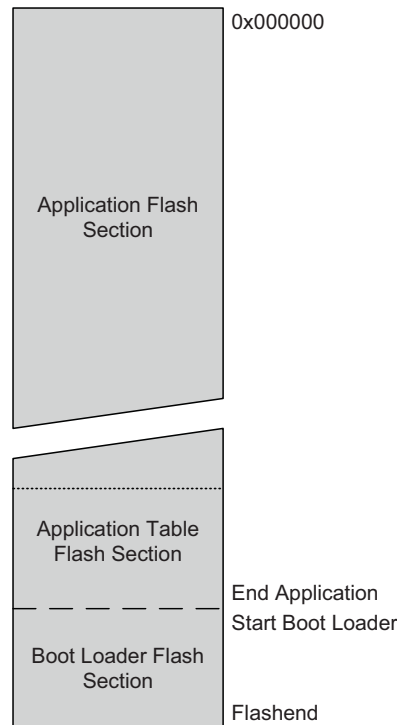 0x000000
Application Flash
Section
Application Table
Flash Section
End Application
Start Boot Loader
Boot Loader Flash
Section
Flashend